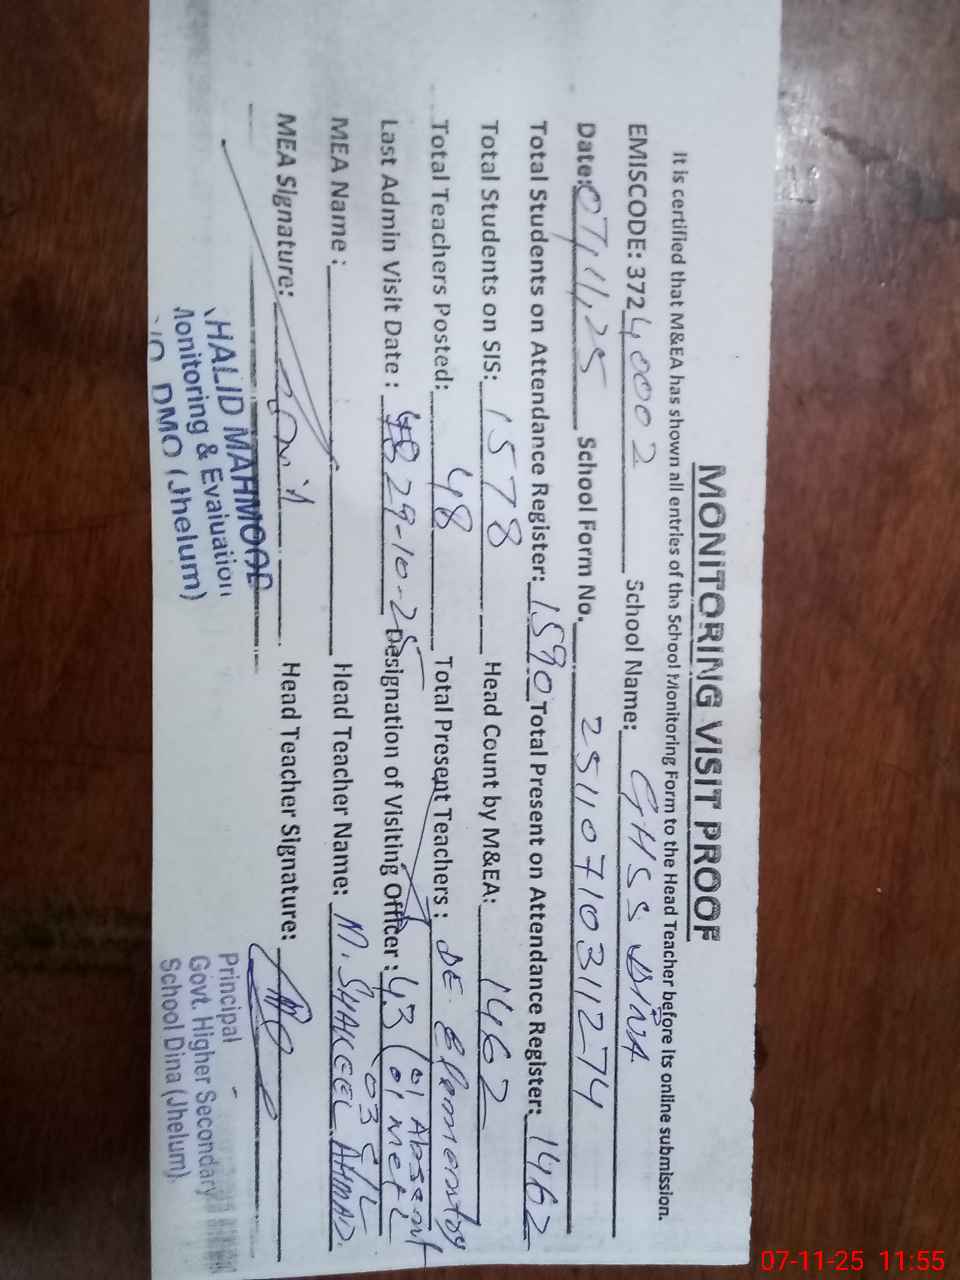 MONITORING VISIT PROOF
It is certified that M&EA has shown all entries of the School Monitoring Form to the Head Teacher before its online submission.
EMISCODE: 37240002 School Name: GHSS DINA
Date: 07,11,25 School Form No. 25110710311274
Total Students on Attendance Register: 1590 Total Present on Attendance Register: 1462
Total Students on SIS: 1578 Head Count by M&EA: 1462
Total Teachers Posted: 48 Total Present Teachers: DE Elementry
Last Admin Visit Date: 48 29-10-25 Designation of Visiting Officer: 43 (01 Absent
03 C/L
MEA Name: Head Teacher Name: M. SHAKEEL AHMAD.
MEA Signature: Head Teacher Signature:
HALID MAHMOOD
Monitoring & Evaluation
DMO (Jhelum)
Principal
Govt. Higher Secondary
School Dina (Jhelum)
07-11-25 11:55